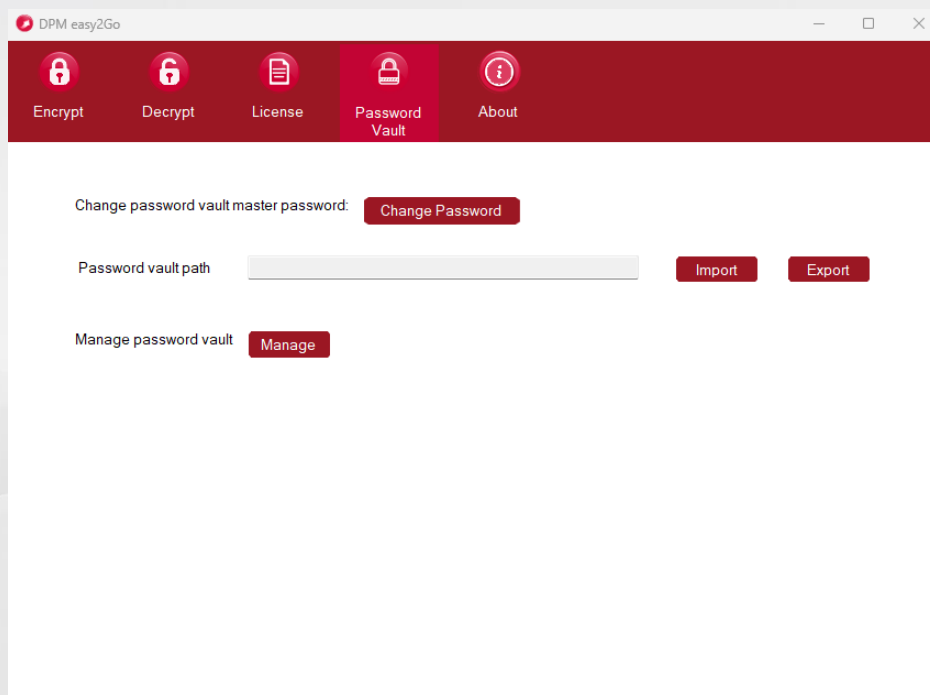 DPM easy2Go
Encrypt
Decrypt
License
Password
Vault
About
Change password vault master password:
Change Password
Password vault path
Import
Export
Manage password vault
Manage